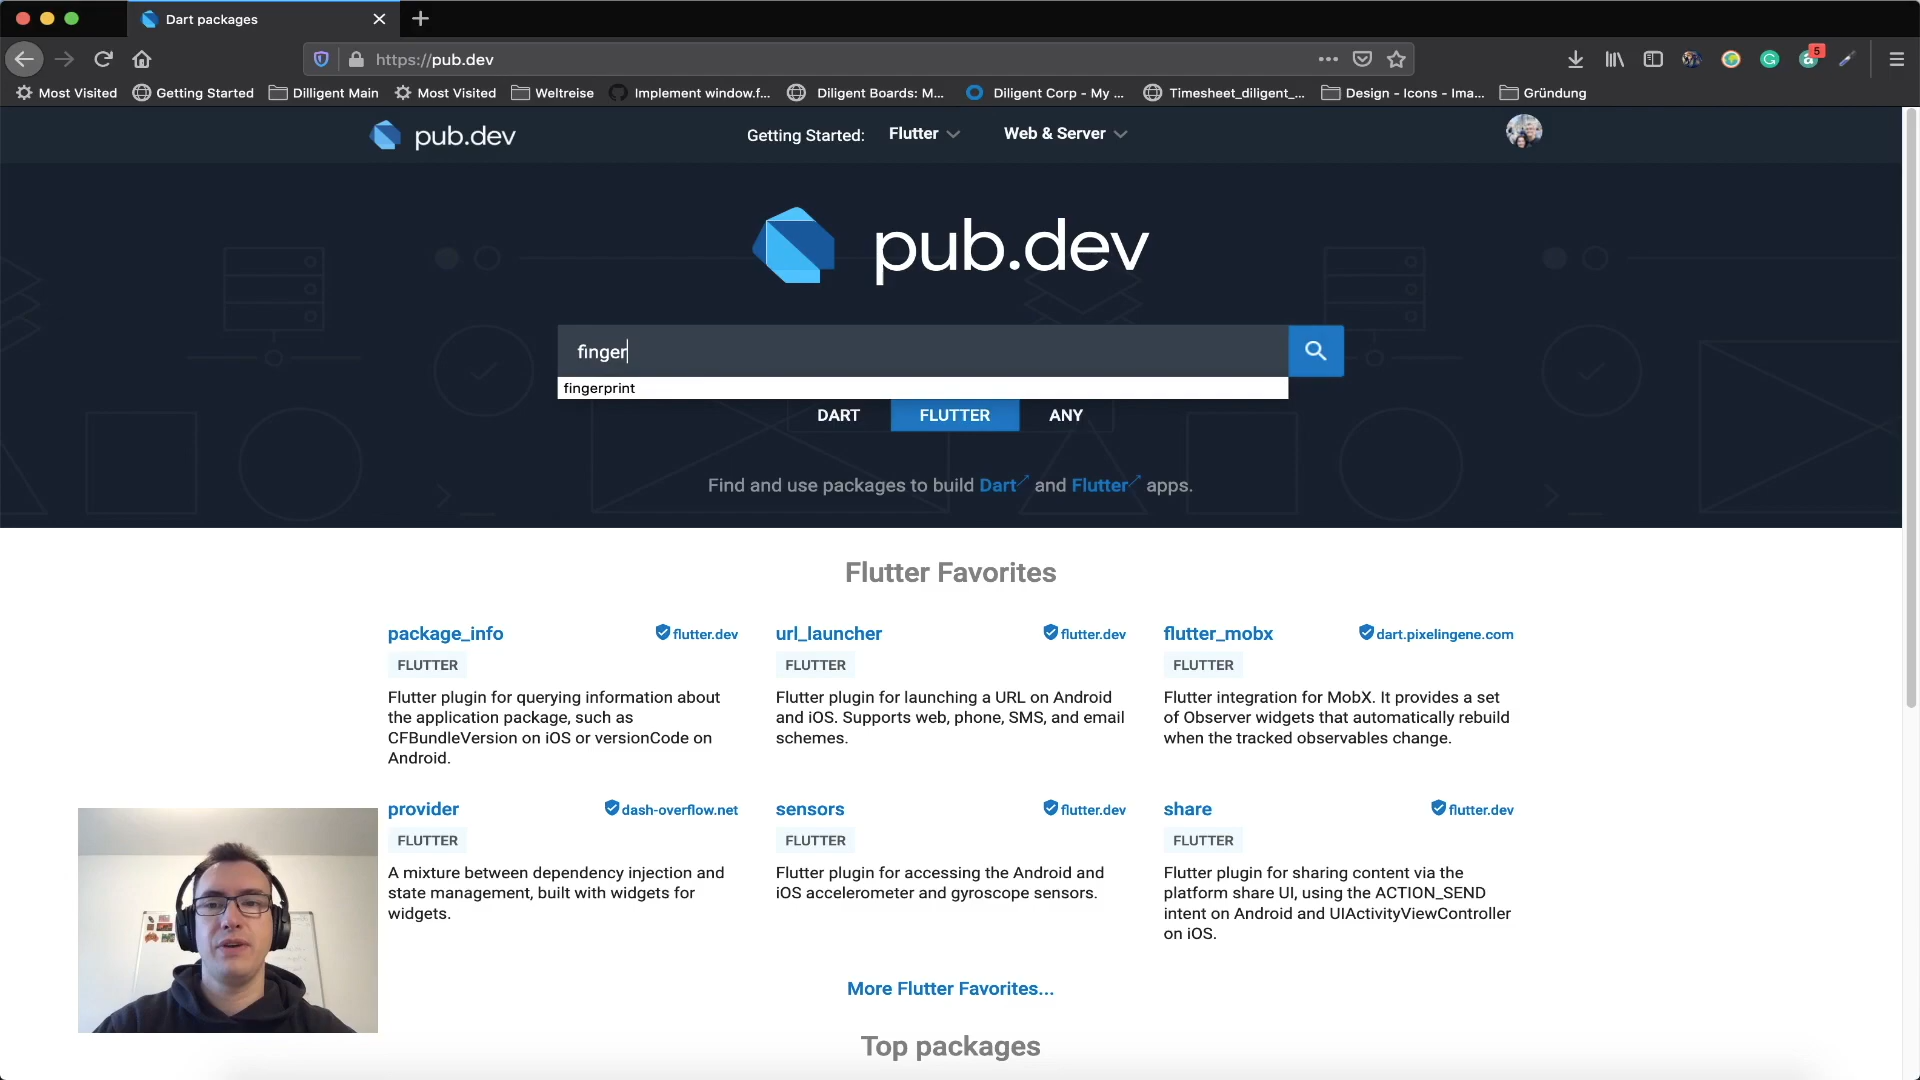 Dart packages
https://pub.dev
5
Most Visited
Getting Started
Dilligent Main
Most Visited
Weltreise
Implement window.f...
Diligent Boards: M...
Diligent Corp - My ...
Timesheet_diligent_...
Design - Icons - Ima...
Gründung
pub.dev
Getting Started:
Flutter
Web & Server
pub.dev
finger
fingerprint
DART
FLUTTER
ANY
Find and use packages to build Dart and Flutter apps.
Flutter Favorites
package_info
flutter.dev
FLUTTER
Flutter plugin for querying information about
the application package, such as
CFBundleVersion on iOS or versionCode on
Android.
url_launcher
flutter.dev
FLUTTER
Flutter plugin for launching a URL on Android
and iOS. Supports web, phone, SMS, and email
schemes.
flutter_mobx
dart.pixelingene.com
FLUTTER
Flutter integration for MobX. It provides a set
of Observer widgets that automatically rebuild
when the tracked observables change.
provider
dash-overflow.net
FLUTTER
A mixture between dependency injection and
state management, built with widgets for
widgets.
sensors
flutter.dev
FLUTTER
Flutter plugin for accessing the Android and
iOS accelerometer and gyroscope sensors.
share
flutter.dev
FLUTTER
Flutter plugin for sharing content via the
platform share UI, using the ACTION_SEND
intent on Android and UIActivityViewController
on iOS.
More Flutter Favorites...
Top packages